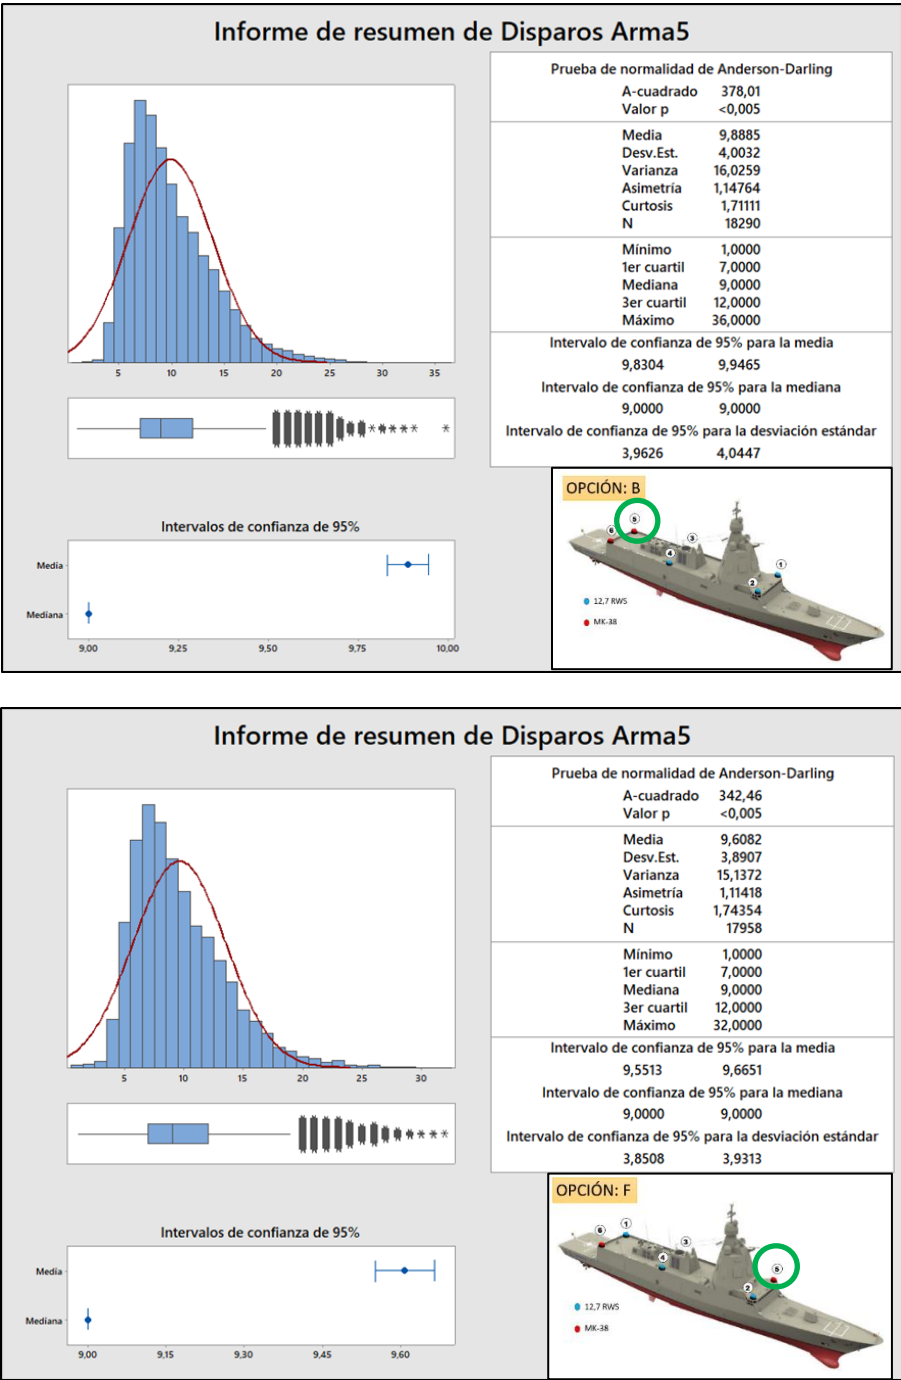 Informe de resumen de Disparos Arma5
Prueba de normalidad de Anderson-Darling
A-cuadrado 378,01
Valor p <0,005
Media 9,8885
Desv.Est. 4,0032
Varianza 16,0259
Asimetría 1,14764
Curtosis 1,71111
N 18290
Mínimo 1,0000
1er cuartil 7,0000
Mediana 9,0000
3er cuartil 12,0000
Máximo 36,0000
Intervalo de confianza de 95% para la media
9,8304 9,9465
Intervalo de confianza de 95% para la mediana
9,0000 9,0000
Intervalo de confianza de 95% para la desviación estándar
3,9626 4,0447
5 10 15 20 25 30 35
Intervalos de confianza de 95%
Media
Mediana
9,00 9,25 9,50 9,75 10,00
OPCIÓN: B
5
6
3
4
1
2
12,7 RWS
MK-38
Informe de resumen de Disparos Arma5
Prueba de normalidad de Anderson-Darling
A-cuadrado 342,46
Valor p <0,005
Media 9,6082
Desv.Est. 3,8907
Varianza 15,1372
Asimetría 1,11418
Curtosis 1,74354
N 17958
Mínimo 1,0000
1er cuartil 7,0000
Mediana 9,0000
3er cuartil 12,0000
Máximo 32,0000
Intervalo de confianza de 95% para la media
9,5513 9,6651
Intervalo de confianza de 95% para la mediana
9,0000 9,0000
Intervalo de confianza de 95% para la desviación estándar
3,8508 3,9313
5 10 15 20 25 30
Intervalos de confianza de 95%
Media
Mediana
9,00 9,15 9,30 9,45 9,60
OPCIÓN: F
6
1
3
4
5
2
12,7 RWS
MK-38